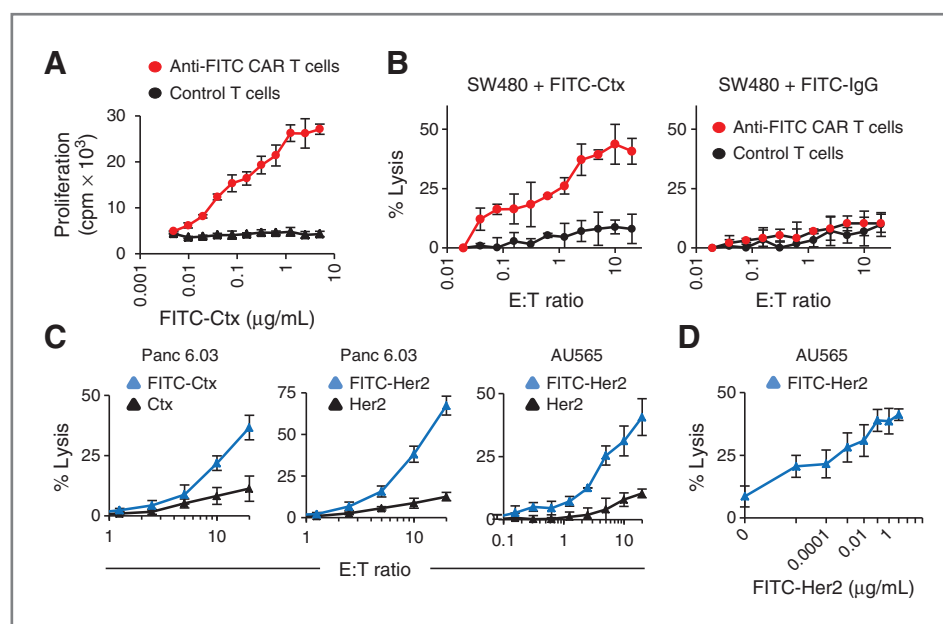 A
Anti-FITC CAR T cells
Control T cells
Proliferation
(cpm × 10³)
30
20
10
0
0.001
0.01
0.1
1
10
FITC-Ctx (μg/mL)
B
SW480 + FITC-Ctx
% Lysis
50
25
0
0.01
0.1
1
10
E:T ratio
SW480 + FITC-IgG
Anti-FITC CAR T cells
Control T cells
50
25
0
0.01
0.1
1
10
E:T ratio
C
Panc 6.03
FITC-Ctx
Ctx
% Lysis
50
25
0
1
10
Panc 6.03
FITC-Her2
Her2
75
50
25
0
1
10
AU565
FITC-Her2
Her2
50
25
0
0.1
1
10
E:T ratio
D
AU565
FITC-Her2
% Lysis
50
25
0
0
0.0001
0.01
1
FITC-Her2 (μg/mL)